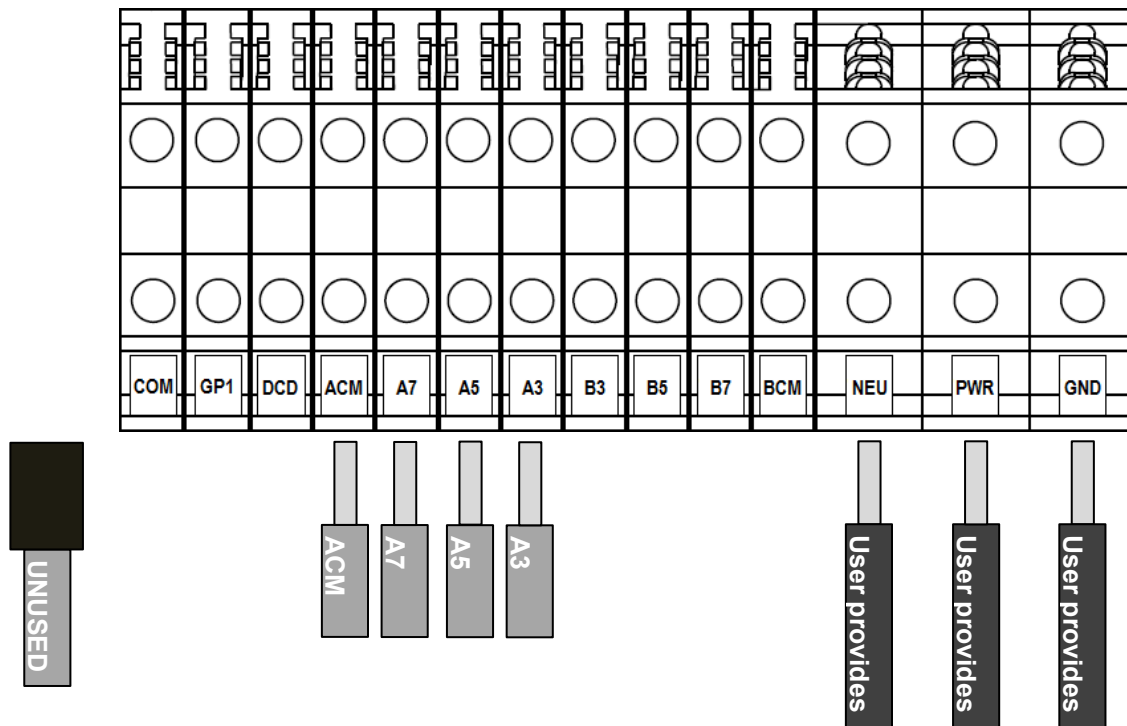 COM GP1 DCD ACM A7 A5 A3 B3 B5 B7 BCM NEU PWR GND
UNUSED
ACM
A7
A5
A3
User provides
User provides
User provides